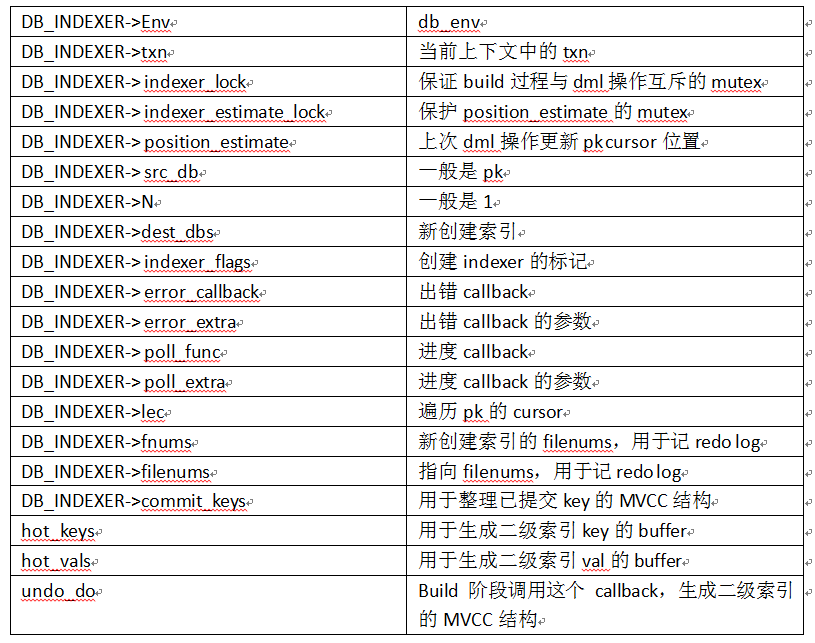 DB_INDEXER->Env db_env
DB_INDEXER->txn 当前上下文中的 txn
DB_INDEXER-> indexer_lock 保证 build 过程与 dml 操作互斥的 mutex
DB_INDEXER-> indexer_estimate_lock 保护 position_estimate 的 mutex
DB_INDEXER-> position_estimate 上次 dml 操作更新 pk cursor 位置
DB_INDEXER-> src_db 一般是 pk
DB_INDEXER->N 一般是 1
DB_INDEXER->dest_dbs 新创建索引
DB_INDEXER-> indexer_flags 创建 indexer 的标记
DB_INDEXER-> error_callback 出错 callback
DB_INDEXER-> error_extra 出错 callback 的参数
DB_INDEXER-> poll_func 进度 callback
DB_INDEXER-> poll_extra 进度 callback 的参数
DB_INDEXER->lec 遍历 pk 的 cursor
DB_INDEXER->fnums 新创建索引的 filenums，用于记 redo log
DB_INDEXER->filenums 指向 filenums，用于记 redo log
DB_INDEXER->commit_keys 用于整理已提交 key 的 MVCC 结构
hot_keys 用于生成二级索引 key 的 buffer
hot_vals 用于生成二级索引 val 的 buffer
undo_do Build 阶段调用这个 callback，生成二级索引
的 MVCC 结构